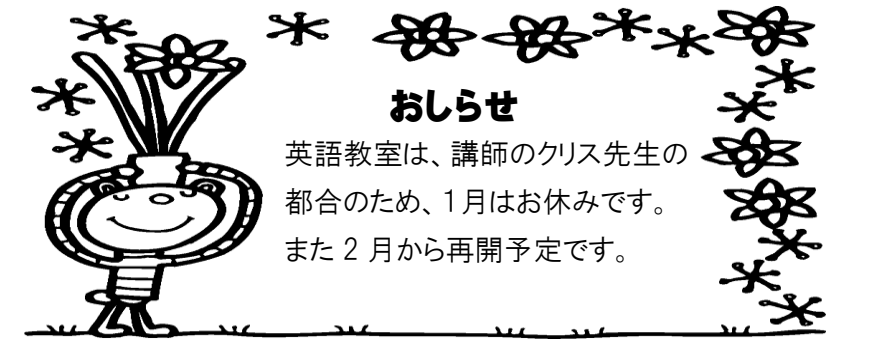 おしらせ
英語教室は、講師のクリス先生の
都合のため、1月はお休みです。
また 2 月から再開予定です。